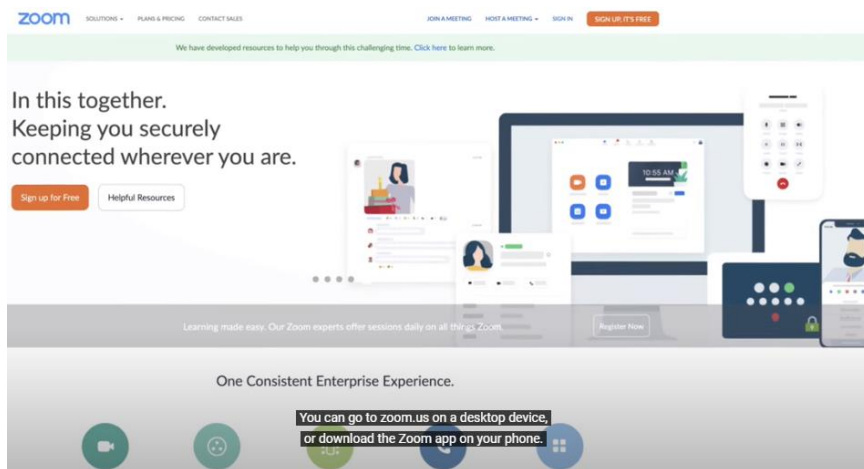 zoom SOLUTIONS PLANS & PRICING CONTACT SALES JOIN A MEETING HOST A MEETING SIGN IN SIGN UP, IT'S FREE
We have developed resources to help you through this challenging time. Click here to learn more.
In this together.
Keeping you securely
connected wherever you are.
Sign up for Free Helpful Resources
10:55 AM
Learning made easy. Our Zoom experts offer sessions daily on all things Zoom. Register Now
One Consistent Enterprise Experience.
You can go to zoom.us on a desktop device,
or download the Zoom app on your phone.